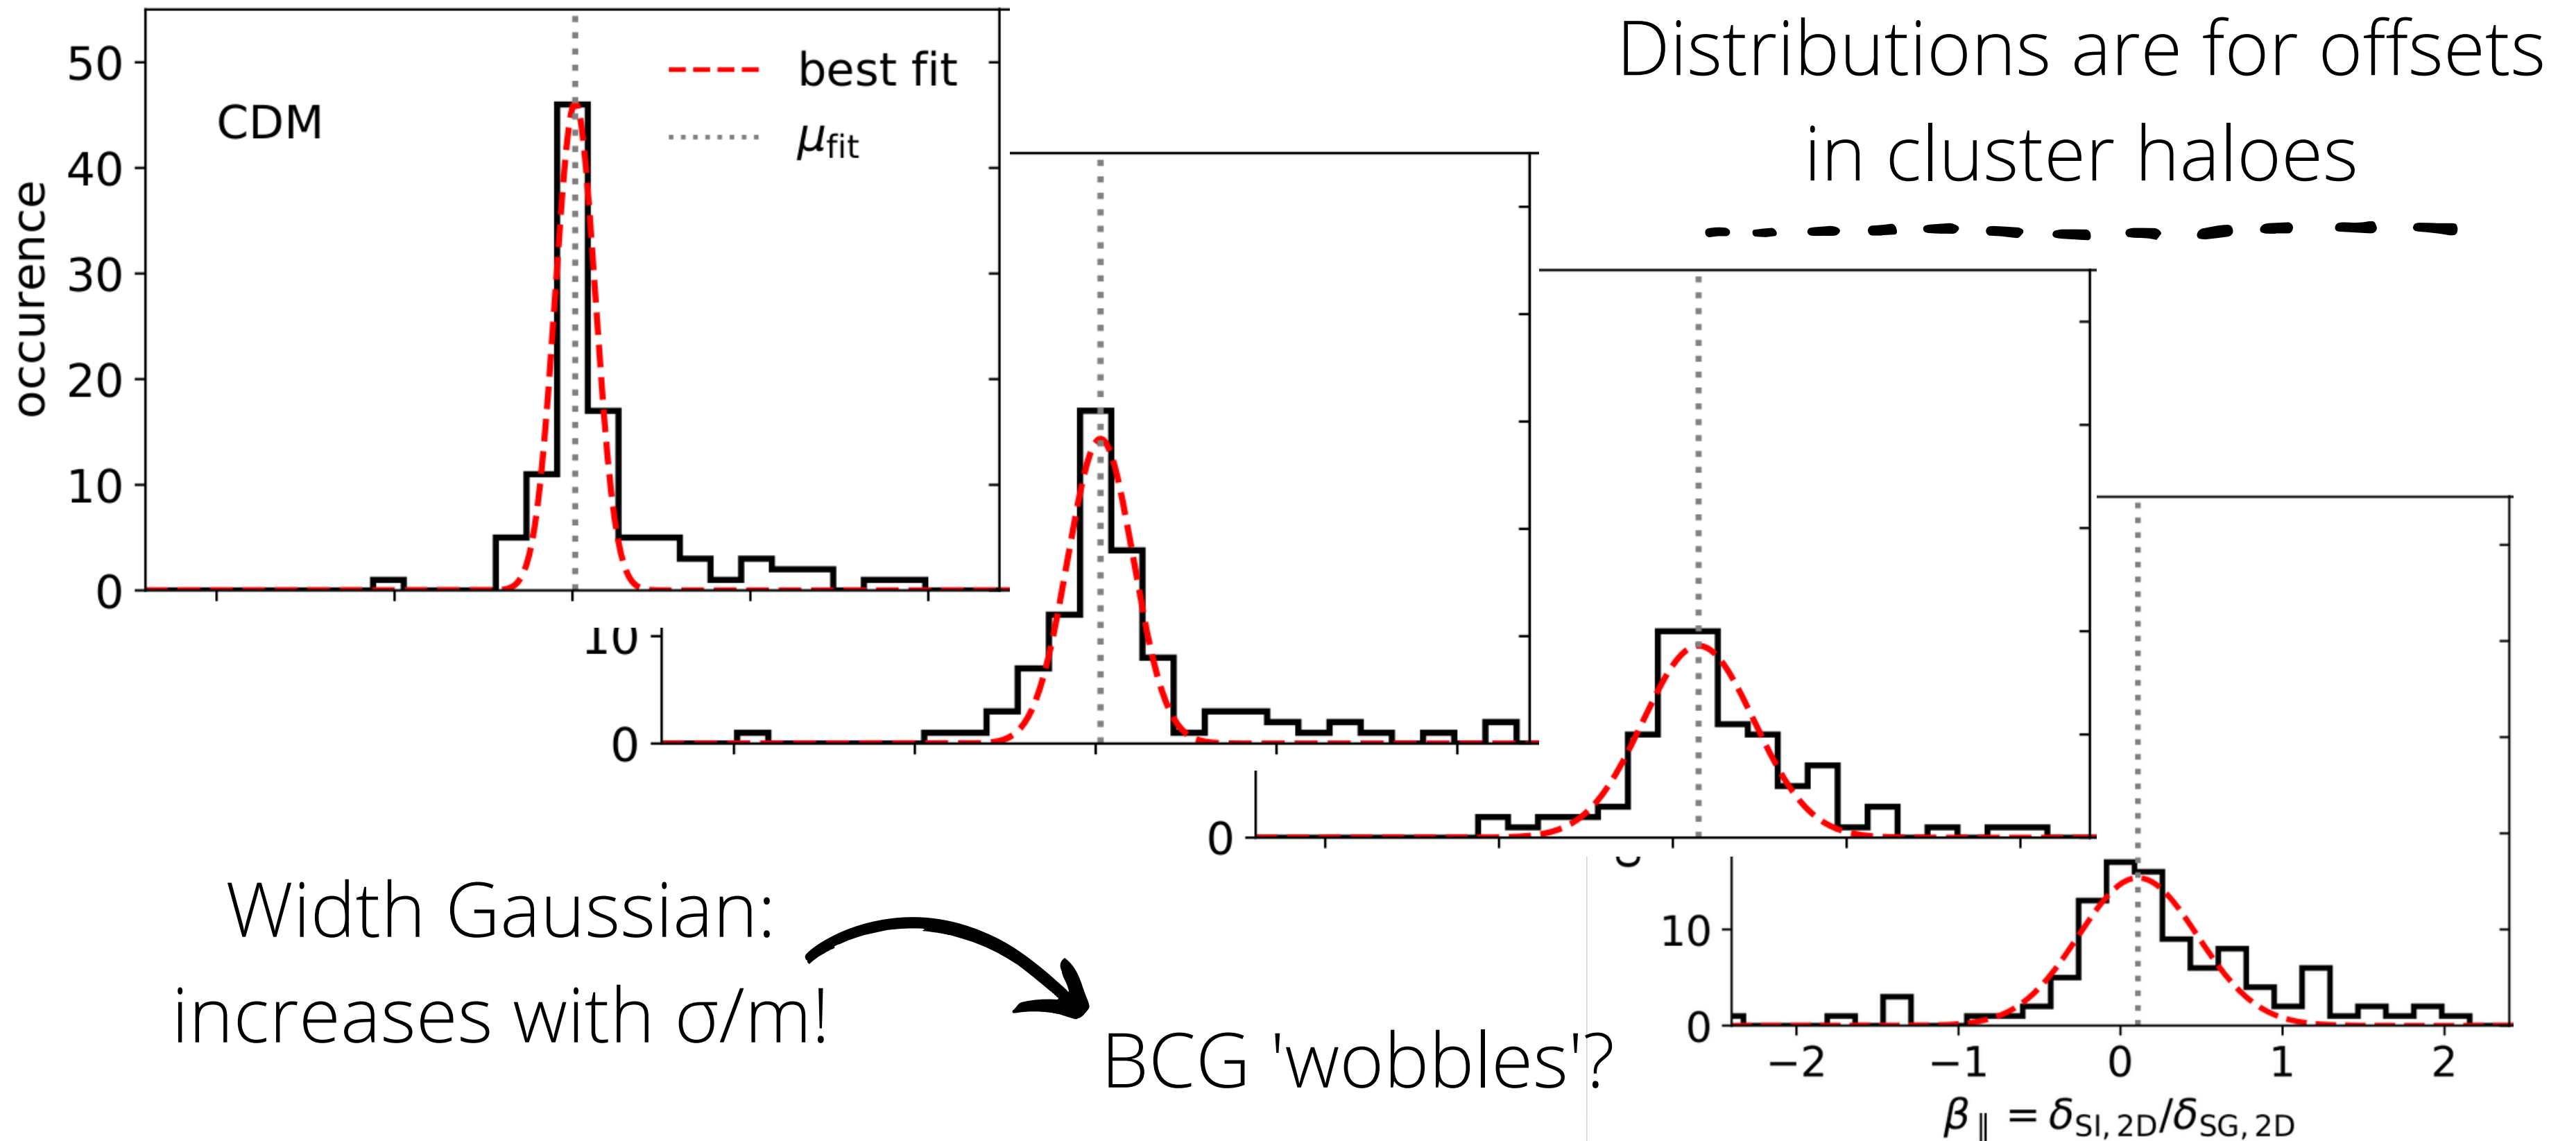 Distributions are for offsets
in cluster haloes
50
40
30
20
10
0
occurence
CDM
best fit
μfit
10
0
0
10
0
−2 −1 0 1 2
β∥ = δSI, 2D/δSG, 2D
Width Gaussian:
increases with σ/m!
BCG 'wobbles'?